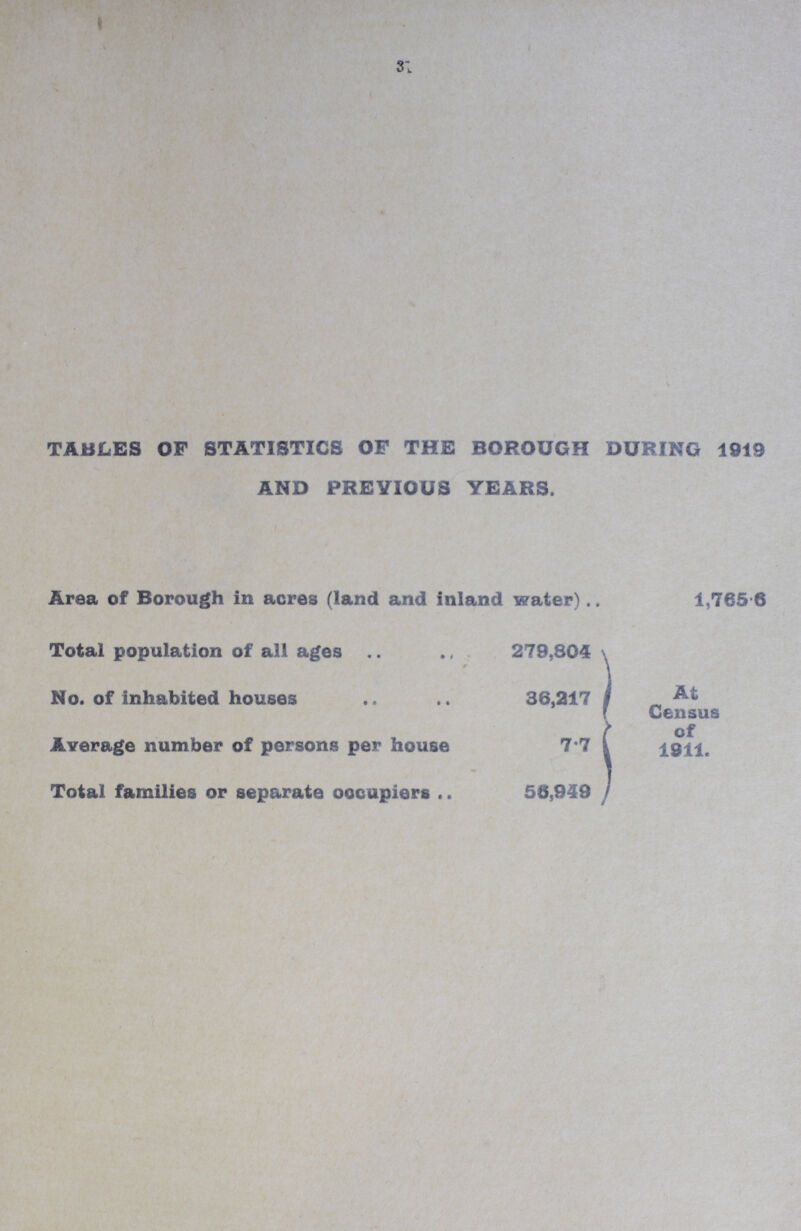 TABLES OF STATISTICS OF THE BOROUGH DURING 1919
AND PREVIOUS YEARS.
Area of Borough in acres (land and inland water) .. 1,765·6
Total population of all ages .. .. 279,804
No. of inhabited houses .. .. 36,217
Average number of persons per house 7·7
Total families or separate occupiers .. 56,949
At
Census
of
1911.